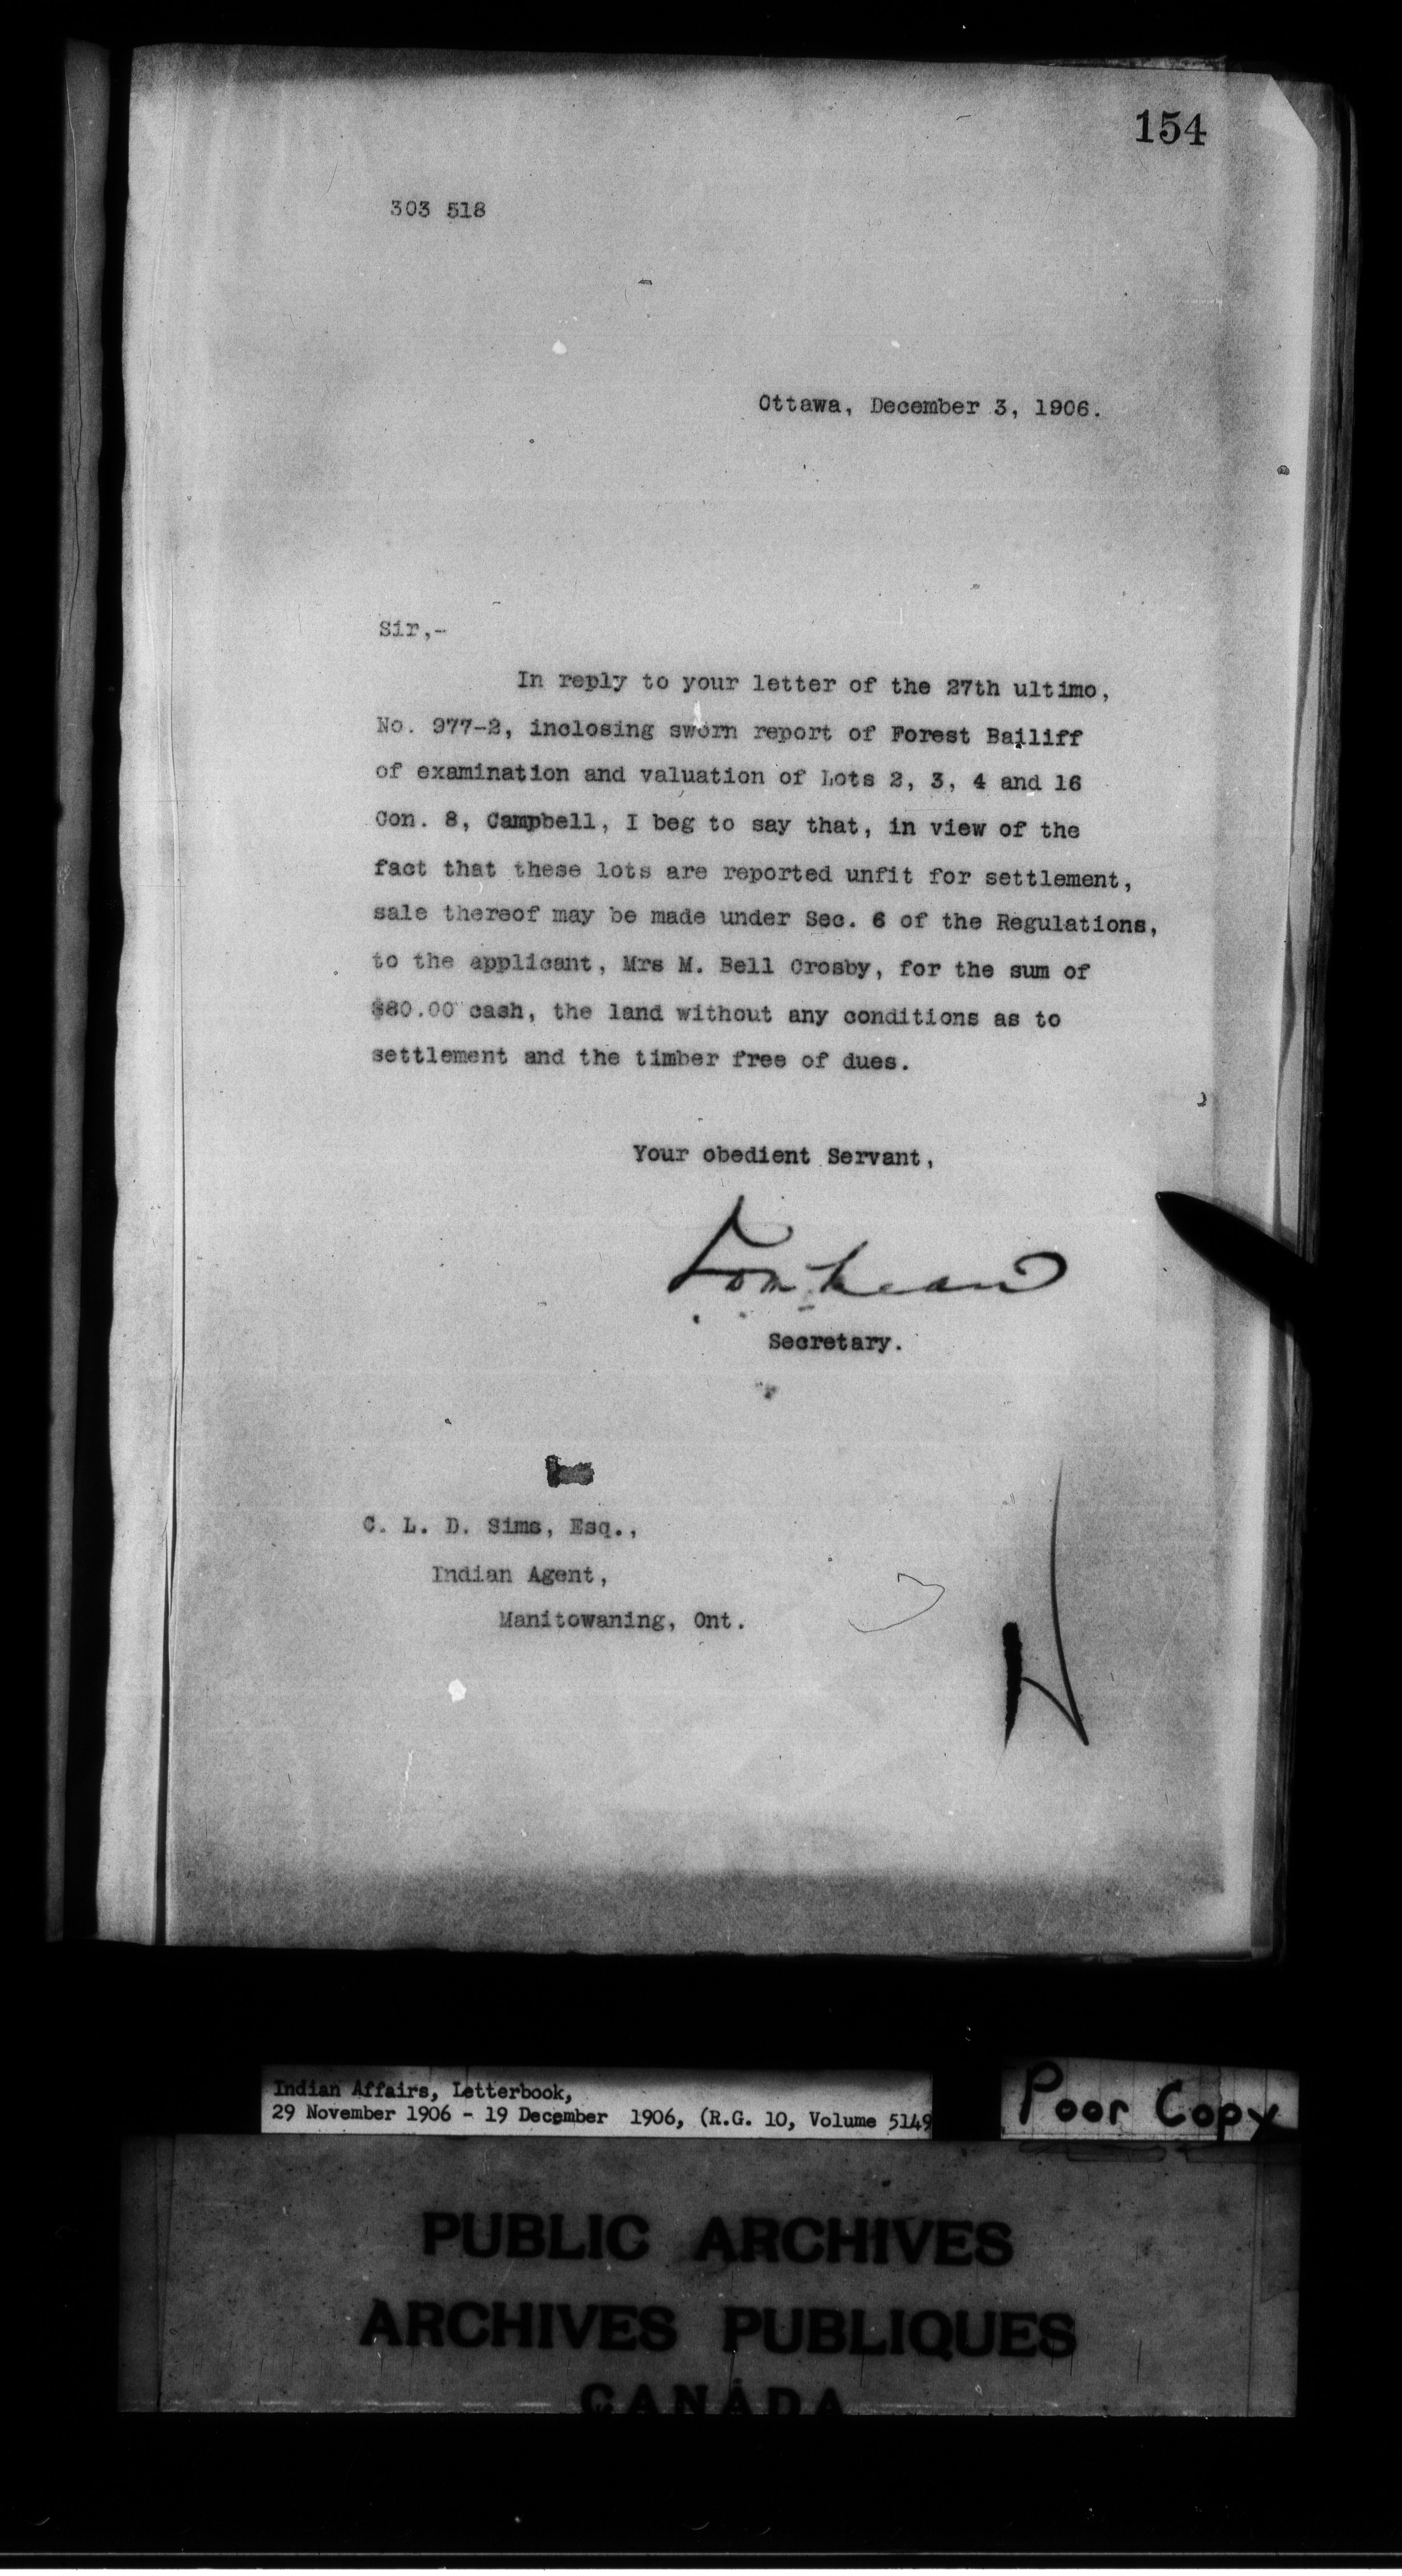 154
303 518
Ottawa, December 3, 1906.
Sir,-
In reply to your letter of the 27th ultimo,
No. 977-2, inclosing sworn report of Forest Bailiff
of examination and valuation of Lots 2, 3, 4 and 16
Con. 8, Campbell, I beg to say that, in view of the
fact that these lots are reported unfit for settlement,
sale thereof may be made under Sec. 6 of the Regulations,
to the applicant, Mrs M. Bell Crosby, for the sum of
$80.00 cash, the land without any conditions as to
settlement and the timber free of dues.
Your obedient Servant,
Secretary.
C. L. D. Sims, Esq.,
Indian Agent,
Manitowaning, Ont.
Indian Affairs, Letterbook,
29 November 1906 - 19 December 1906, (R.G. 10, Volume 5149
Poor Copy
PUBLIC ARCHIVES
ARCHIVES PUBLIQUES
CANADA